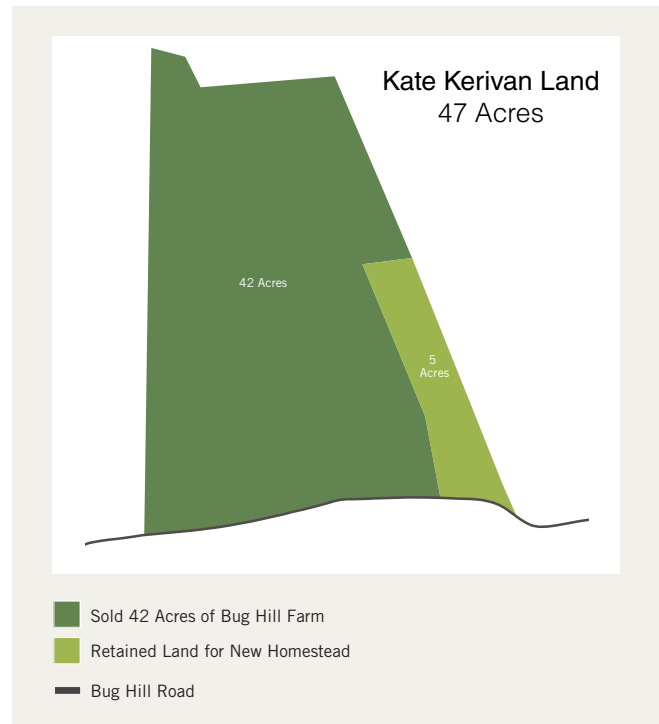 Kate Kerivan Land
47 Acres
42 Acres
5
Acres
Sold 42 Acres of Bug Hill Farm
Retained Land for New Homestead
Bug Hill Road